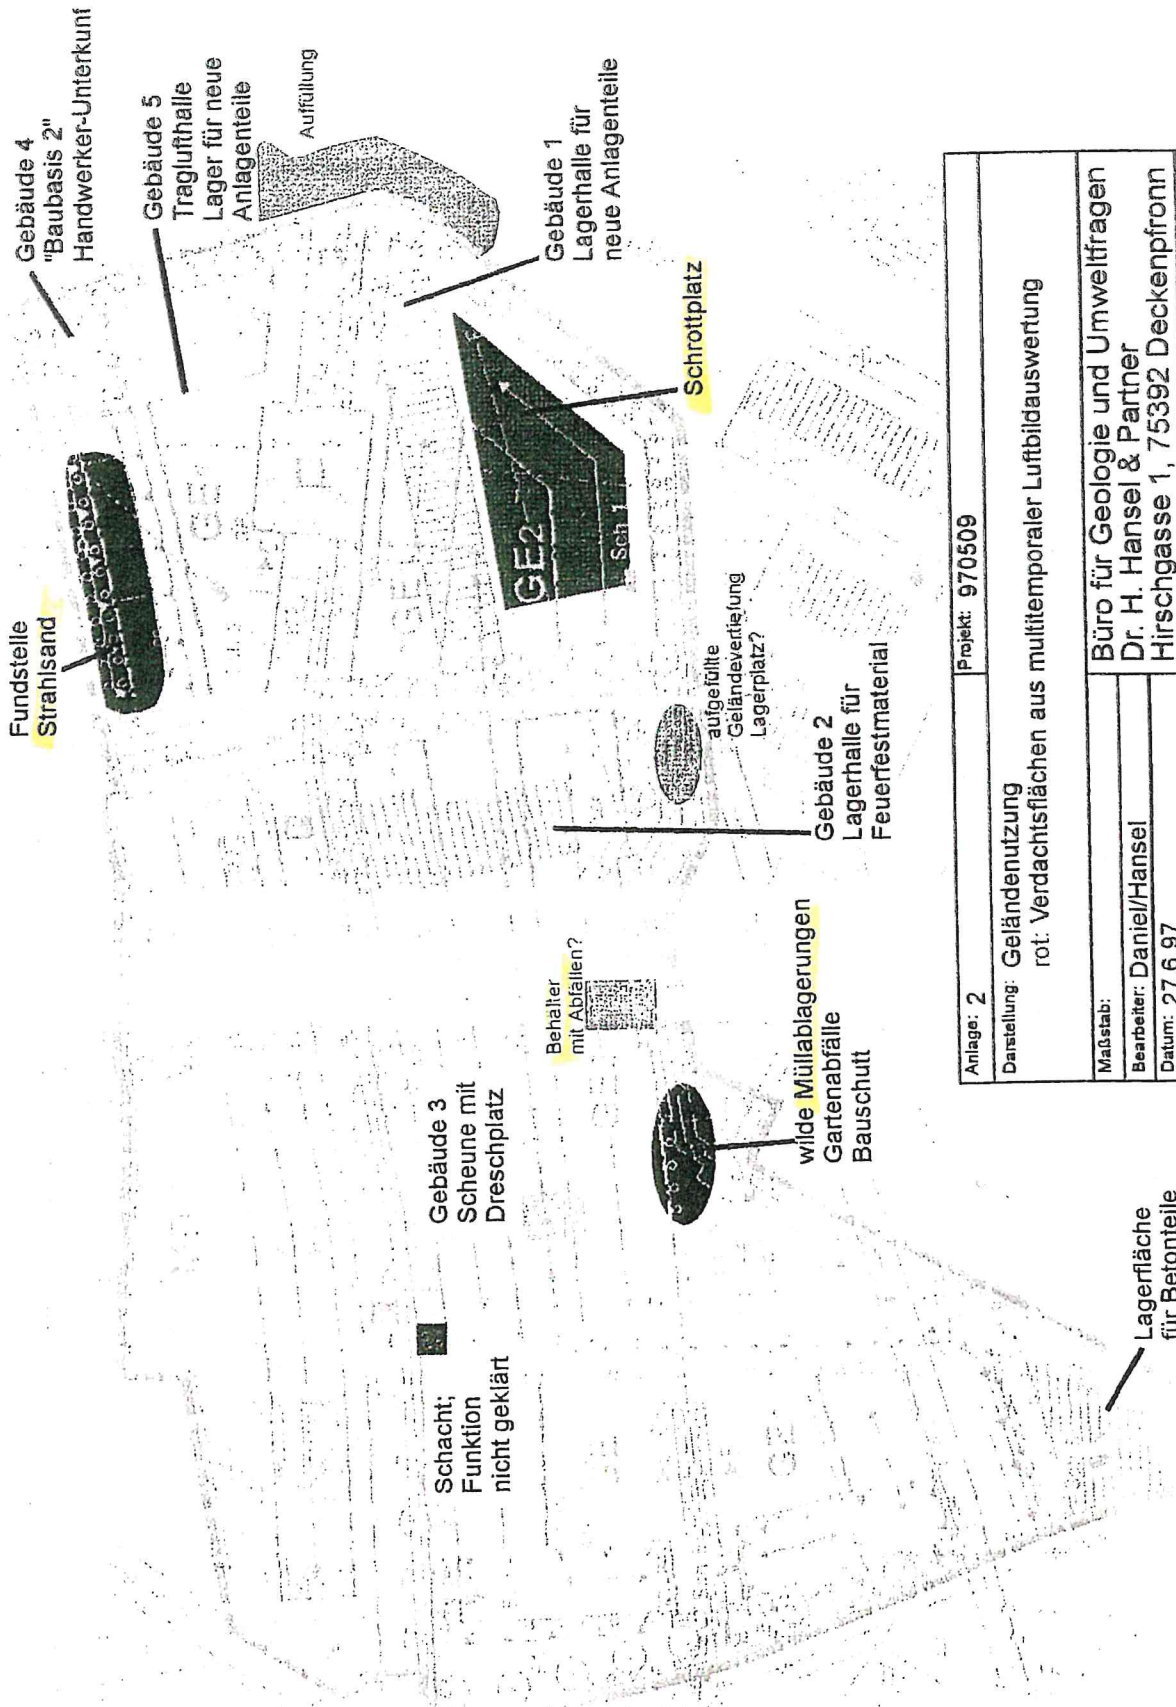 Gebäude 4
"Baubasis 2"
Handwerker-Unterkunf
Gebäude 5
Traglufthalle
Lager für neue
Anlagenteile
Auffüllung
Fundstelle
Strahlsand
Gebäude 1
Lagerhalle für
neue Anlagenteile
Schrottplatz
GE2
Sch 1
GE
aufgefüllte
Geländevertiefung
Lagerplatz?
Gebäude 2
Lagerhalle für
Feuerfestmaterial
Behälter
mit Abfällen?
wilde Müllablagerungen
Gartenabfälle
Bauschutt
Gebäude 3
Scheune mit
Dreschplatz
Schacht;
Funktion
nicht geklärt
GE
Lagerfläche
für Betonteile
Anlage: 2
Projekt: 970509
Darstellung: Geländenutzung
rot: Verdachtsflächen aus multitemporaler Luftbildauswertung
Maßstab:
Bearbeiter: Daniel/Hansel
Datum: 27.6.97
Büro für Geologie und Umweltfragen
Dr. H. Hansel & Partner
Hirschgasse 1, 75392 Deckenpfronn